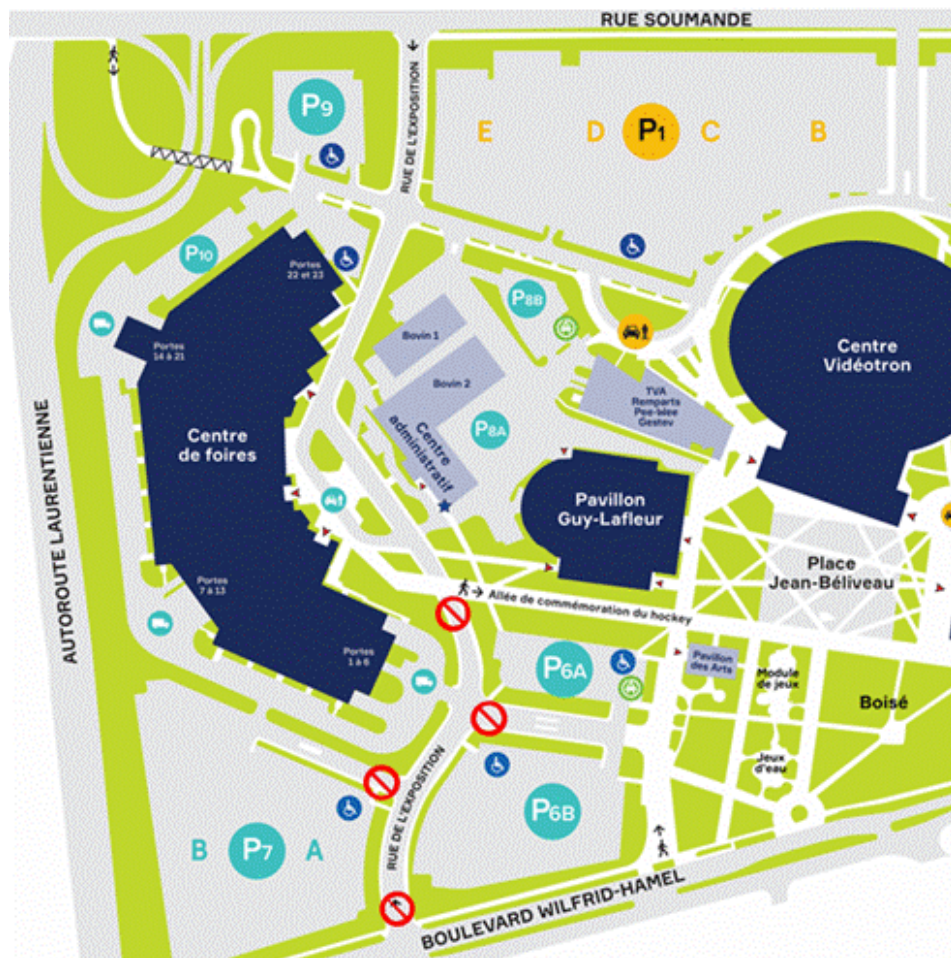 RUE SOUMANDE
P9
RUE DE L'EXPOSITION
E
D
P1
C
B
P10
Portes
22 et 23
P8B
Portes
14 à 21
Bovin 1
Bovin 2
Centre
administratif
P8A
TVA
Remparts
Pee-Wee
Gestev
Centre
Vidéotron
AUTOROUTE LAURENTIENNE
Centre
de foires
Pavillon
Guy-Lafleur
Place
Jean-Béliveau
Portes
7 à 13
Allée de commémoration du hockey
Portes
1 à 6
P6A
Pavillon
des Arts
Module
de jeux
Boisé
Jeux
d'eau
RUE DE L'EXPOSITION
P6B
B
P7
A
BOULEVARD WILFRID-HAMEL